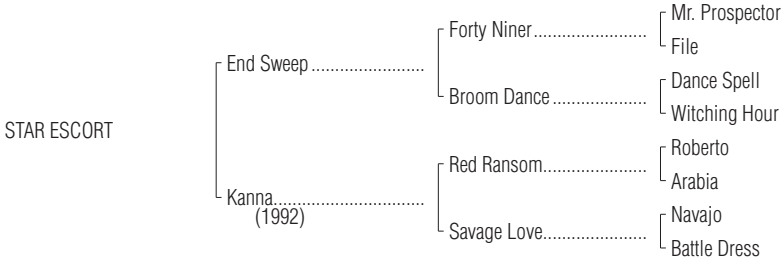 Mr. Prospector
Forty Niner
File
End Sweep
Dance Spell
Broom Dance
Witching Hour
STAR ESCORT
Roberto
Red Ransom
Arabia
Kanna
(1992)
Navajo
Savage Love
Battle Dress